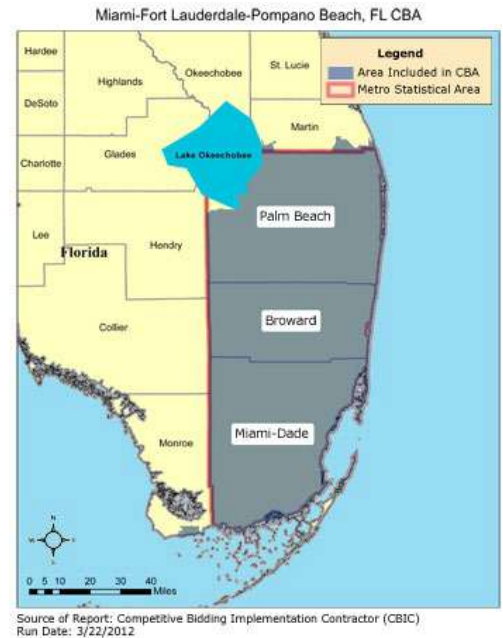 Miami-Fort Lauderdale-Pompano Beach, FL CBA
Hardee
Highlands
Okeechobee
St. Lucie
Legend
Area Included in CBA
Metro Statistical Area
DeSoto
Martin
Charlotte
Glades
Lake Okeechobee
Palm Beach
Lee
Florida
Hendry
Broward
Collier
Miami-Dade
Monroe
N
W
E
S
0 5 10 20 30 40
Miles
Source of Report: Competitive Bidding Implementation Contractor (CBIC)
Run Date: 3/22/2012